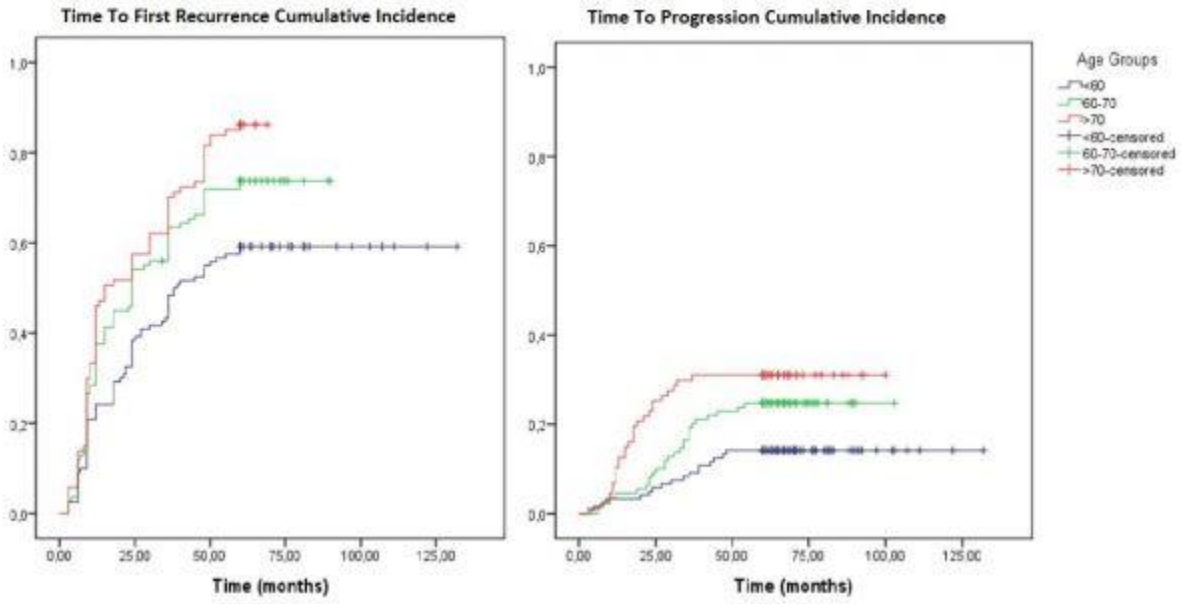 Time To First Recurrence Cumulative Incidence
1,0
0,8
0,6
0,4
0,2
0,0
0,00 25,00 50,00 75,00 100,00 125,00
Time (months)
Time To Progression Cumulative Incidence
1,0
0,8
0,6
0,4
0,2
0,0
0,00 25,00 50,00 75,00 100,00 125,00
Time (months)
Age Groups
<60
60-70
>70
<60-censored
60-70-censored
>70-censored